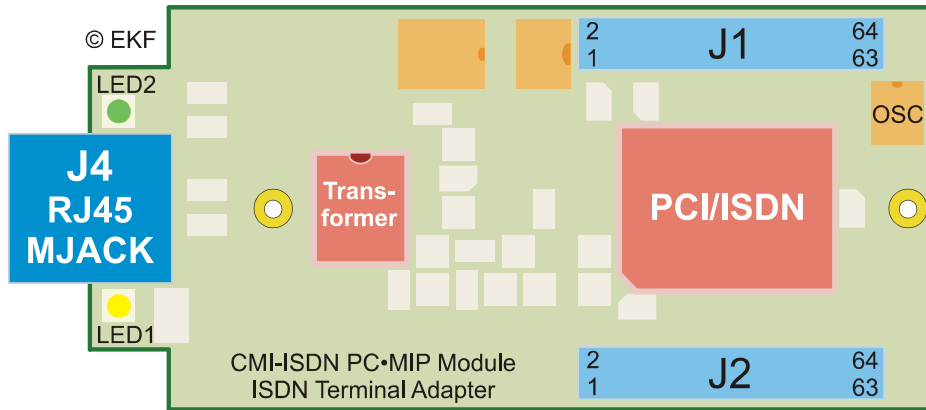 © EKF
LED2
J4
RJ45
MJACK
LED1
Trans-
former
2
1
J1
64
63
OSC
PCI/ISDN
CMI-ISDN PC•MIP Module
ISDN Terminal Adapter
2
1
J2
64
63